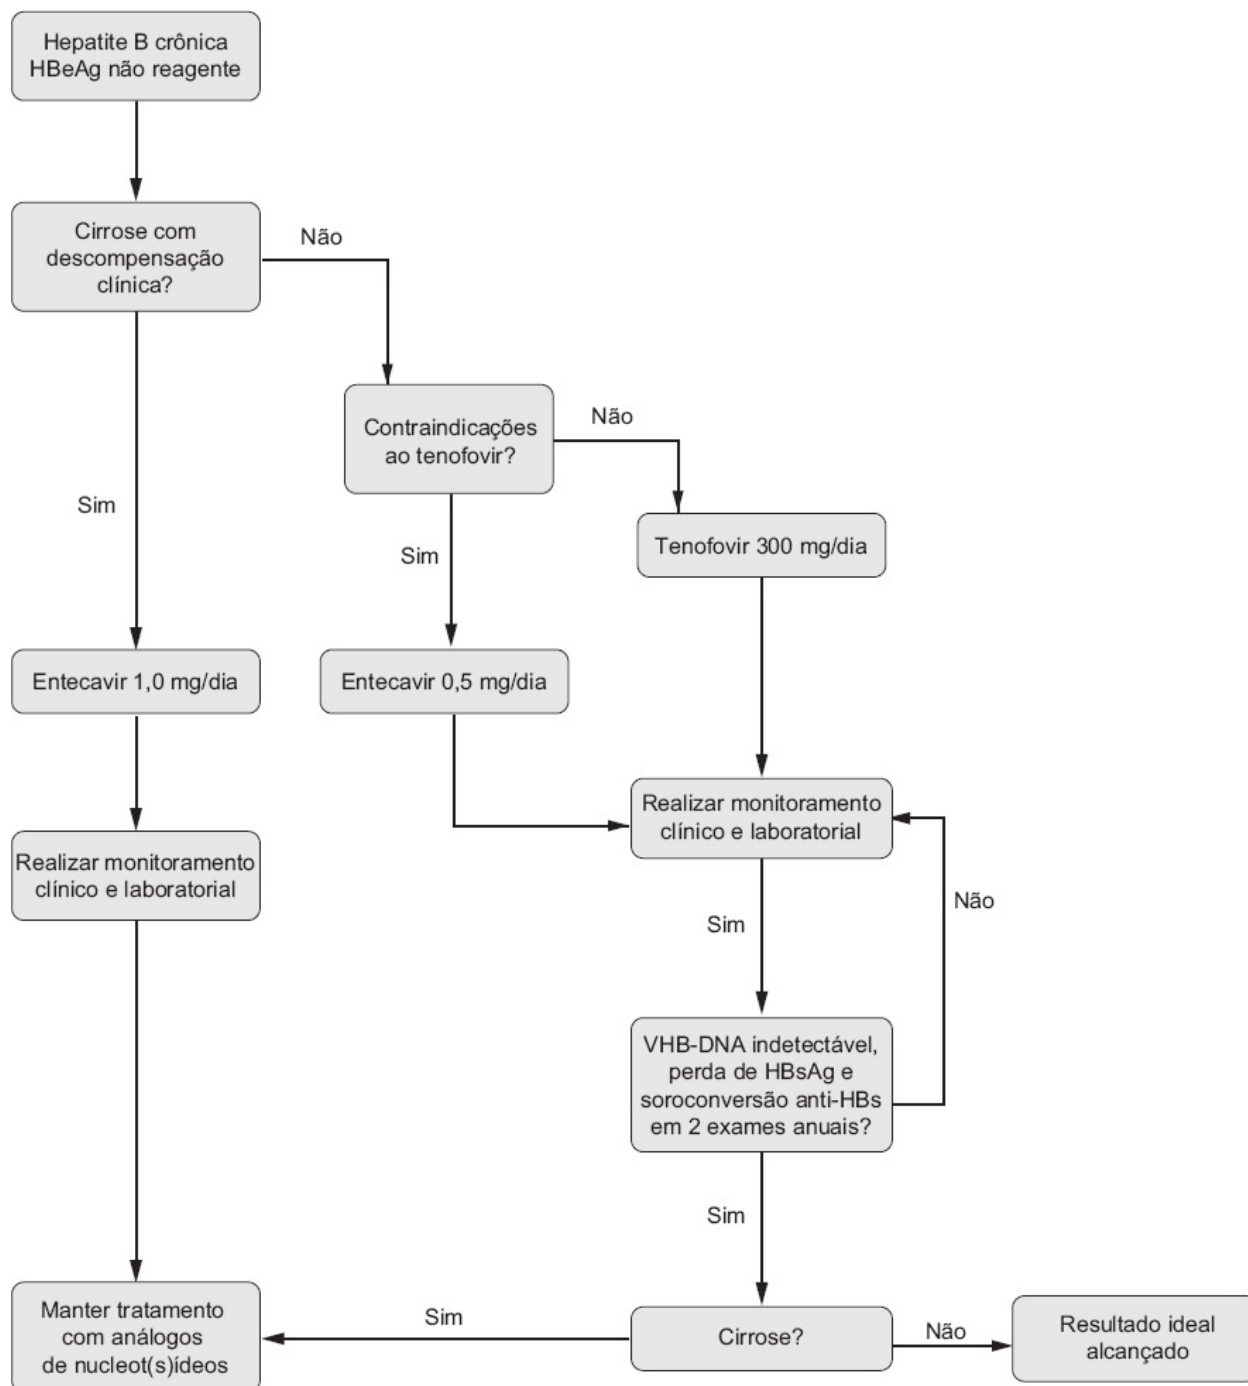 Hepatite B crônica
HBeAg não reagente
Cirrose com
descompensação
clínica?
Não
Contraindicações
ao tenofovir?
Não
Sim
Sim
Tenofovir 300 mg/dia
Entecavir 1,0 mg/dia
Entecavir 0,5 mg/dia
Realizar monitoramento
clínico e laboratorial
Realizar monitoramento
clínico e laboratorial
Não
Sim
VHB-DNA indetectável,
perda de HBsAg e
soroconversão anti-HBs
em 2 exames anuais?
Sim
Manter tratamento
com análogos
de nucleot(s)ídeos
Sim
Cirrose?
Não
Resultado ideal
alcançado